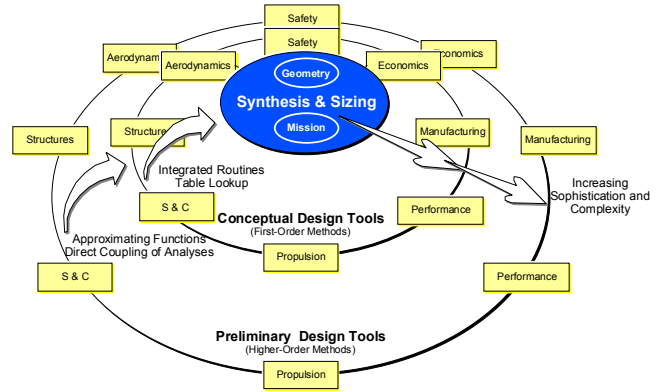 Safety
Safety
Aerodynami
Economics
Aerodynamics
Economics
Geometry
Synthesis & Sizing
Mission
Structures
Structure
Manufacturing
Manufacturing
Integrated Routines
Table Lookup
Increasing
Sophistication and
Complexity
S & C
Conceptual Design Tools
(First-Order Methods)
Performance
Approximating Functions
Direct Coupling of Analyses
Propulsion
S & C
Performance
Preliminary Design Tools
(Higher-Order Methods)
Propulsion